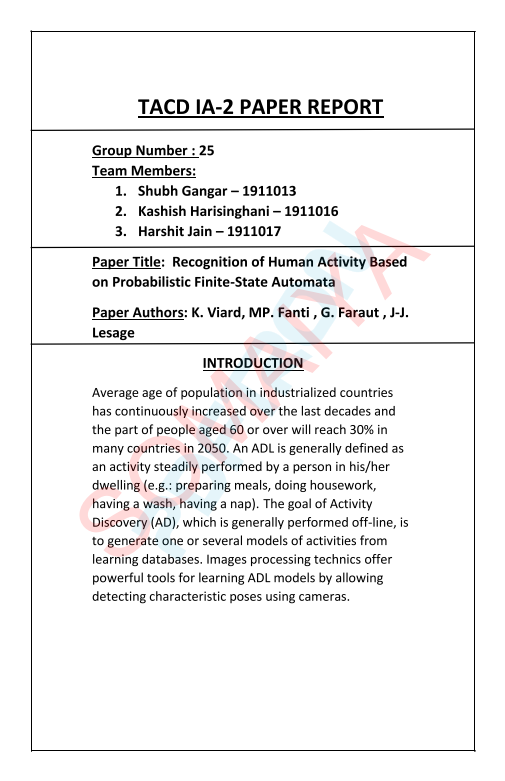 TACD IA-2 PAPER REPORT
Group Number : 25
Team Members:
1. Shubh Gangar – 1911013
2. Kashish Harisinghani – 1911016
3. Harshit Jain – 1911017
Paper Title: Recognition of Human Activity Based
on Probabilistic Finite-State Automata
Paper Authors: K. Viard, MP. Fanti , G. Faraut , J-J.
Lesage
INTRODUCTION
Average age of population in industrialized countries
has continuously increased over the last decades and
the part of people aged 60 or over will reach 30% in
many countries in 2050. An ADL is generally defined as
an activity steadily performed by a person in his/her
dwelling (e.g.: preparing meals, doing housework,
having a wash, having a nap). The goal of Activity
Discovery (AD), which is generally performed off-line, is
to generate one or several models of activities from
learning databases. Images processing technics offer
powerful tools for learning ADL models by allowing
detecting characteristic poses using cameras.
SOMAIYA